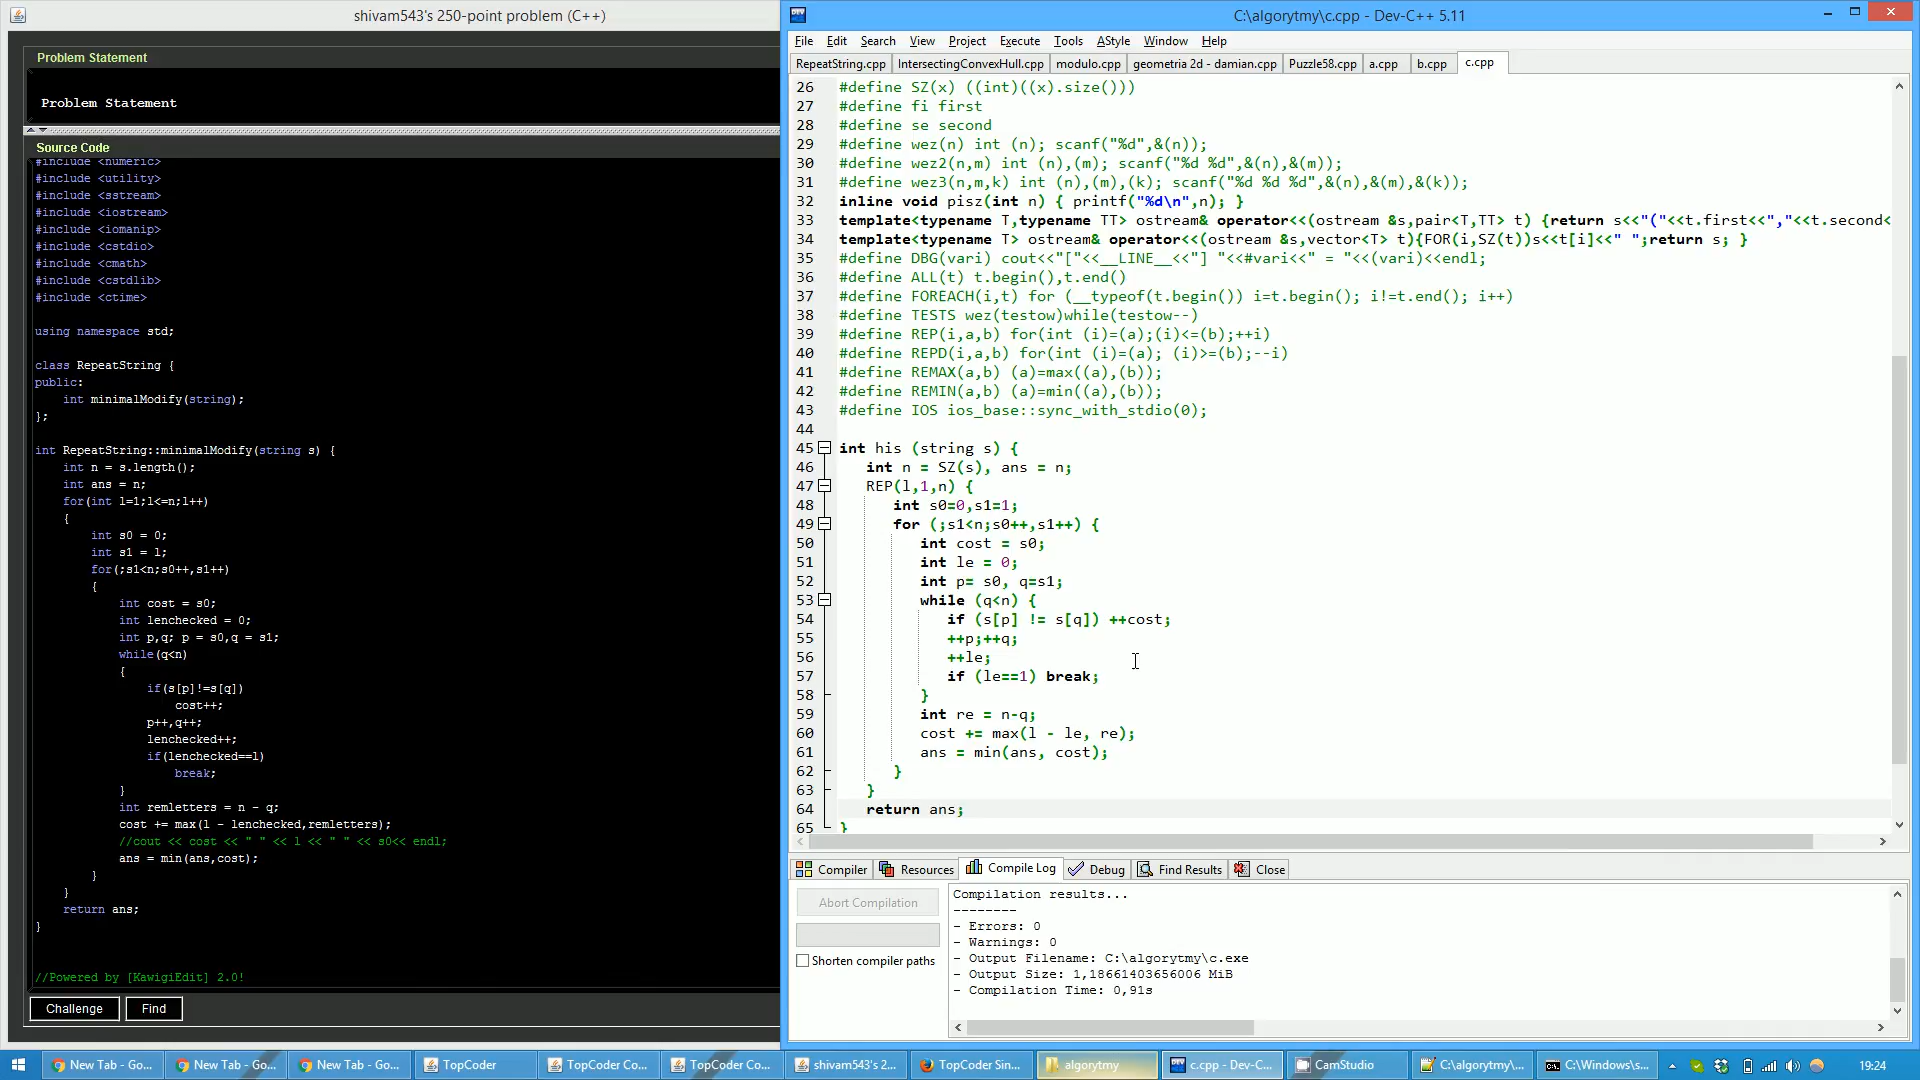 shivam543's 250-point problem (C++)
Problem Statement
Problem Statement
Source Code
#include <numeric>
#include <utility>
#include <sstream>
#include <iostream>
#include <iomanip>
#include <cstdio>
#include <cmath>
#include <cstdlib>
#include <ctime>
using namespace std;
class RepeatString {
public:
int minimalModify(string);
};
int RepeatString::minimalModify(string s) {
int n = s.length();
int ans = n;
for(int l=1;l<=n;l++)
{
int s0 = 0;
int s1 = l;
for(;s1<n;s0++,s1++)
{
int cost = s0;
int lenchecked = 0;
int p,q; p = s0,q = s1;
while(q<n)
{
if(s[p]!=s[q])
cost++;
p++,q++;
lenchecked++;
if(lenchecked==l)
break;
}
int remletters = n - q;
cost += max(l - lenchecked,remletters);
//cout << cost << " " << l << " " << s0<< endl;
ans = min(ans,cost);
}
}
return ans;
}
//Powered by [KawigiEdit] 2.0!
Challenge
Find
C:\algorytmy\c.cpp - Dev-C++ 5.11
File Edit Search View Project Execute Tools AStyle Window Help
RepeatString.cpp IntersectingConvexHull.cpp modulo.cpp geometria 2d - damian.cpp Puzzle58.cpp a.cpp b.cpp c.cpp
26 #define SZ(x) ((int)((x).size()))
27 #define fi first
28 #define se second
29 #define wez(n) int (n); scanf("%d",&(n));
30 #define wez2(n,m) int (n),(m); scanf("%d %d",&(n),&(m));
31 #define wez3(n,m,k) int (n),(m),(k); scanf("%d %d %d",&(n),&(m),&(k));
32 inline void pisz(int n) { printf("%d\n",n); }
33 template<typename T,typename TT> ostream& operator<<(ostream &s,pair<T,TT> t) {return s<<"("<<t.first<<","<<t.second<
34 template<typename T> ostream& operator<<(ostream &s,vector<T> t){FOR(i,SZ(t))s<<t[i]<<" ";return s; }
35 #define DBG(vari) cout<<"["<<__LINE__<<"] "<<#vari<<" = "<<(vari)<<endl;
36 #define ALL(t) t.begin(),t.end()
37 #define FOREACH(i,t) for (__typeof(t.begin()) i=t.begin(); i!=t.end(); i++)
38 #define TESTS wez(testow)while(testow--)
39 #define REP(i,a,b) for(int (i)=(a);(i)<=(b);++i)
40 #define REPD(i,a,b) for(int (i)=(a); (i)>=(b);--i)
41 #define REMAX(a,b) (a)=max((a),(b));
42 #define REMIN(a,b) (a)=min((a),(b));
43 #define IOS ios_base::sync_with_stdio(0);
44
45 int his (string s) {
46 int n = SZ(s), ans = n;
47 REP(l,1,n) {
48 int s0=0,s1=1;
49 for (;s1<n;s0++,s1++) {
50 int cost = s0;
51 int le = 0;
52 int p= s0, q=s1;
53 while (q<n) {
54 if (s[p] != s[q]) ++cost;
55 ++p;++q;
56 ++le;
57 if (le==1) break;
58 }
59 int re = n-q;
60 cost += max(l - le, re);
61 ans = min(ans, cost);
62 }
63 }
64 return ans;
65 }
Compiler Resources Compile Log Debug Find Results Close
Abort Compilation
Shorten compiler paths
Compilation results...
--------
- Errors: 0
- Warnings: 0
- Output Filename: C:\algorytmy\c.exe
- Output Size: 1,18661403656006 MiB
- Compilation Time: 0,91s
New Tab - Go... New Tab - Go... New Tab - Go... TopCoder TopCoder Co... TopCoder Co... shivam543's 2... TopCoder Sin... algorytmy c.cpp - Dev-C... CamStudio C:\algorytmy\... C:\Windows\s... 19:24